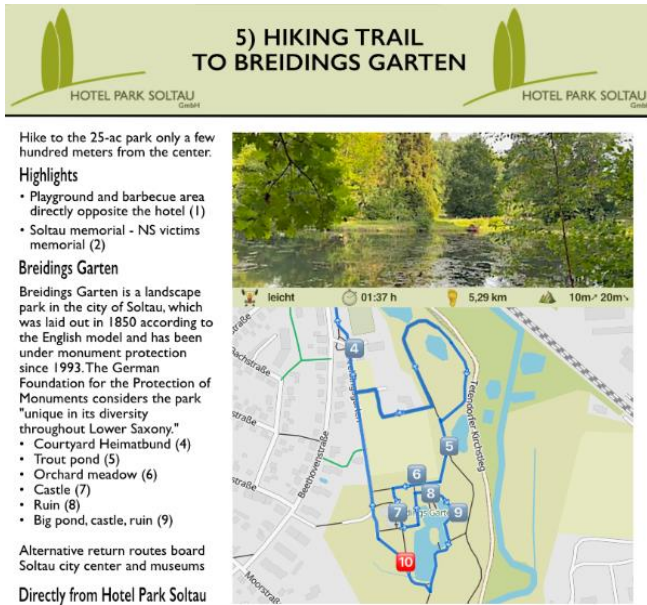 5) HIKING TRAIL
TO BREIDINGS GARTEN
HOTEL PARK SOLTAU
GmbH
HOTEL PARK SOLTAU
GmbH
Hike to the 25-ac park only a few
hundred meters from the center.
Highlights
• Playground and barbecue area
directly opposite the hotel (1)
• Soltau memorial - NS victims
memorial (2)
Breidings Garten
Breidings Garten is a landscape
park in the city of Soltau, which
was laid out in 1850 according to
the English model and has been
under monument protection
since 1993.The German
Foundation for the Protection of
Monuments considers the park
"unique in its diversity
throughout Lower Saxony."
• Courtyard Heimatbund (4)
• Trout pond (5)
• Orchard meadow (6)
• Castle (7)
• Ruin (8)
• Big pond, castle, ruin (9)
Alternative return routes board
Soltau city center and museums
Directly from Hotel Park Soltau
leicht
01:37 h
5,29 km
10m↗ 20m↘
4
Bachstraße
Beethovenstraße
Tetendorfer Kirchstieg
5
6
8
7
9
10
Moorstraße